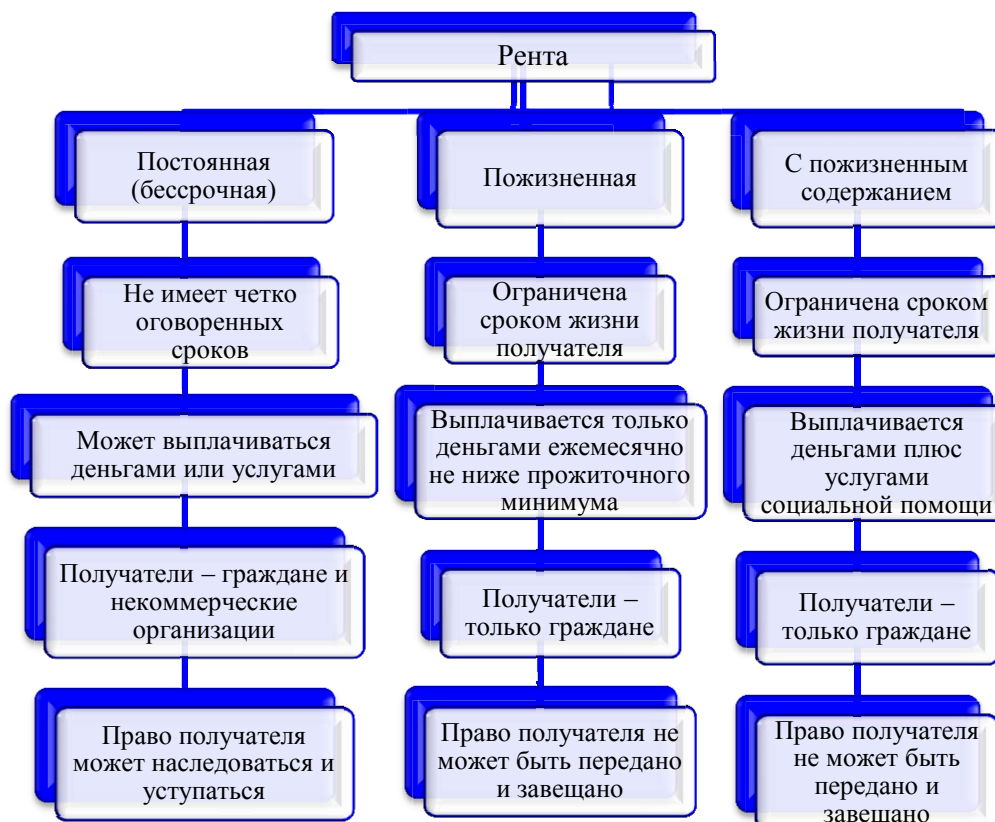 Рента
Постоянная
(бессрочная)
Не имеет четко
оговоренных
сроков
Может выплачиваться
деньгами или услугами
Получатели – граждане и
некоммерческие
организации
Право получателя
может наследоваться и
уступаться
Пожизненная
Ограничена
сроком жизни
получателя
Выплачивается только
деньгами ежемесячно
не ниже прожиточного
минимума
Получатели –
только граждане
Право получателя не
может быть передано
и завещано
С пожизненным
содержанием
Ограничена сроком
жизни получателя
Выплачивается
деньгами плюс
услугами
социальной помощи
Получатели –
только граждане
Право получателя
не может быть
передано и
завещано